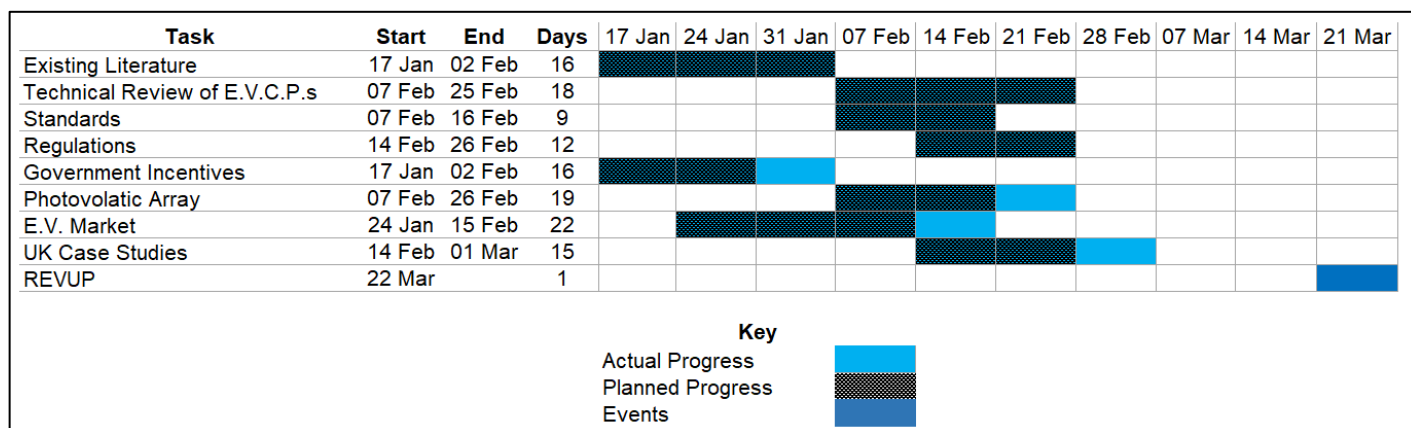 Task Start End Days 17 Jan 24 Jan 31 Jan 07 Feb 14 Feb 21 Feb 28 Feb 07 Mar 14 Mar 21 Mar
Existing Literature 17 Jan 02 Feb 16
Technical Review of E.V.C.P.s 07 Feb 25 Feb 18
Standards 07 Feb 16 Feb 9
Regulations 14 Feb 26 Feb 12
Government Incentives 17 Jan 02 Feb 16
Photovolatic Array 07 Feb 26 Feb 19
E.V. Market 24 Jan 15 Feb 22
UK Case Studies 14 Feb 01 Mar 15
REVUP 22 Mar 1
Key
Actual Progress
Planned Progress
Events